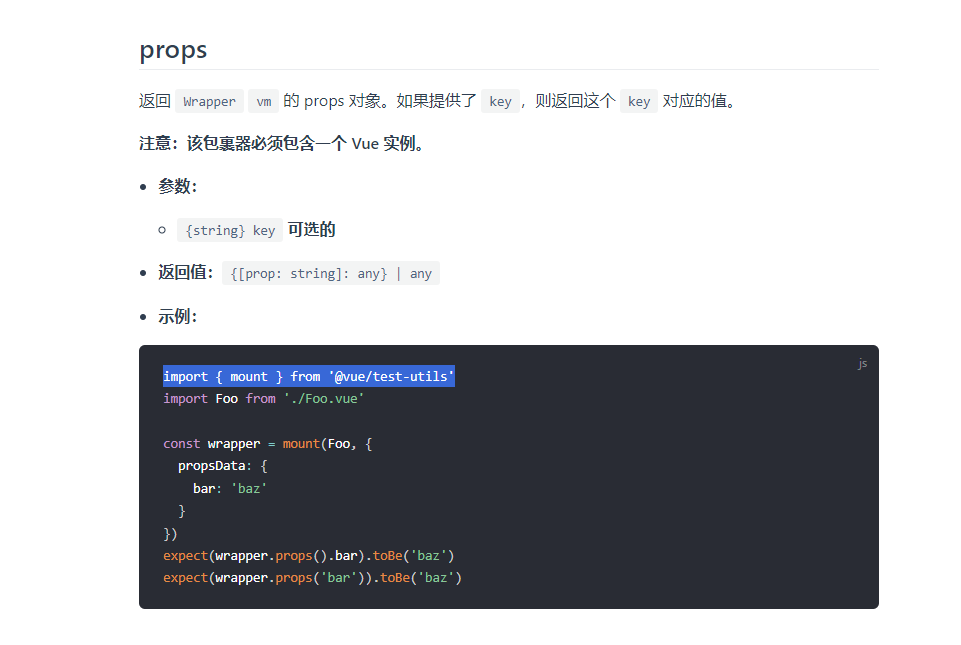 props
返回 Wrapper vm 的 props 对象。如果提供了 key，则返回这个 key 对应的值。
注意：该包裹器必须包含一个 Vue 实例。
参数：
{string} key 可选的
返回值： {[prop: string]: any} | any
示例：
js
import { mount } from '@vue/test-utils'
import Foo from './Foo.vue'
const wrapper = mount(Foo, {
  propsData: {
    bar: 'baz'
  }
})
expect(wrapper.props().bar).toBe('baz')
expect(wrapper.props('bar')).toBe('baz')